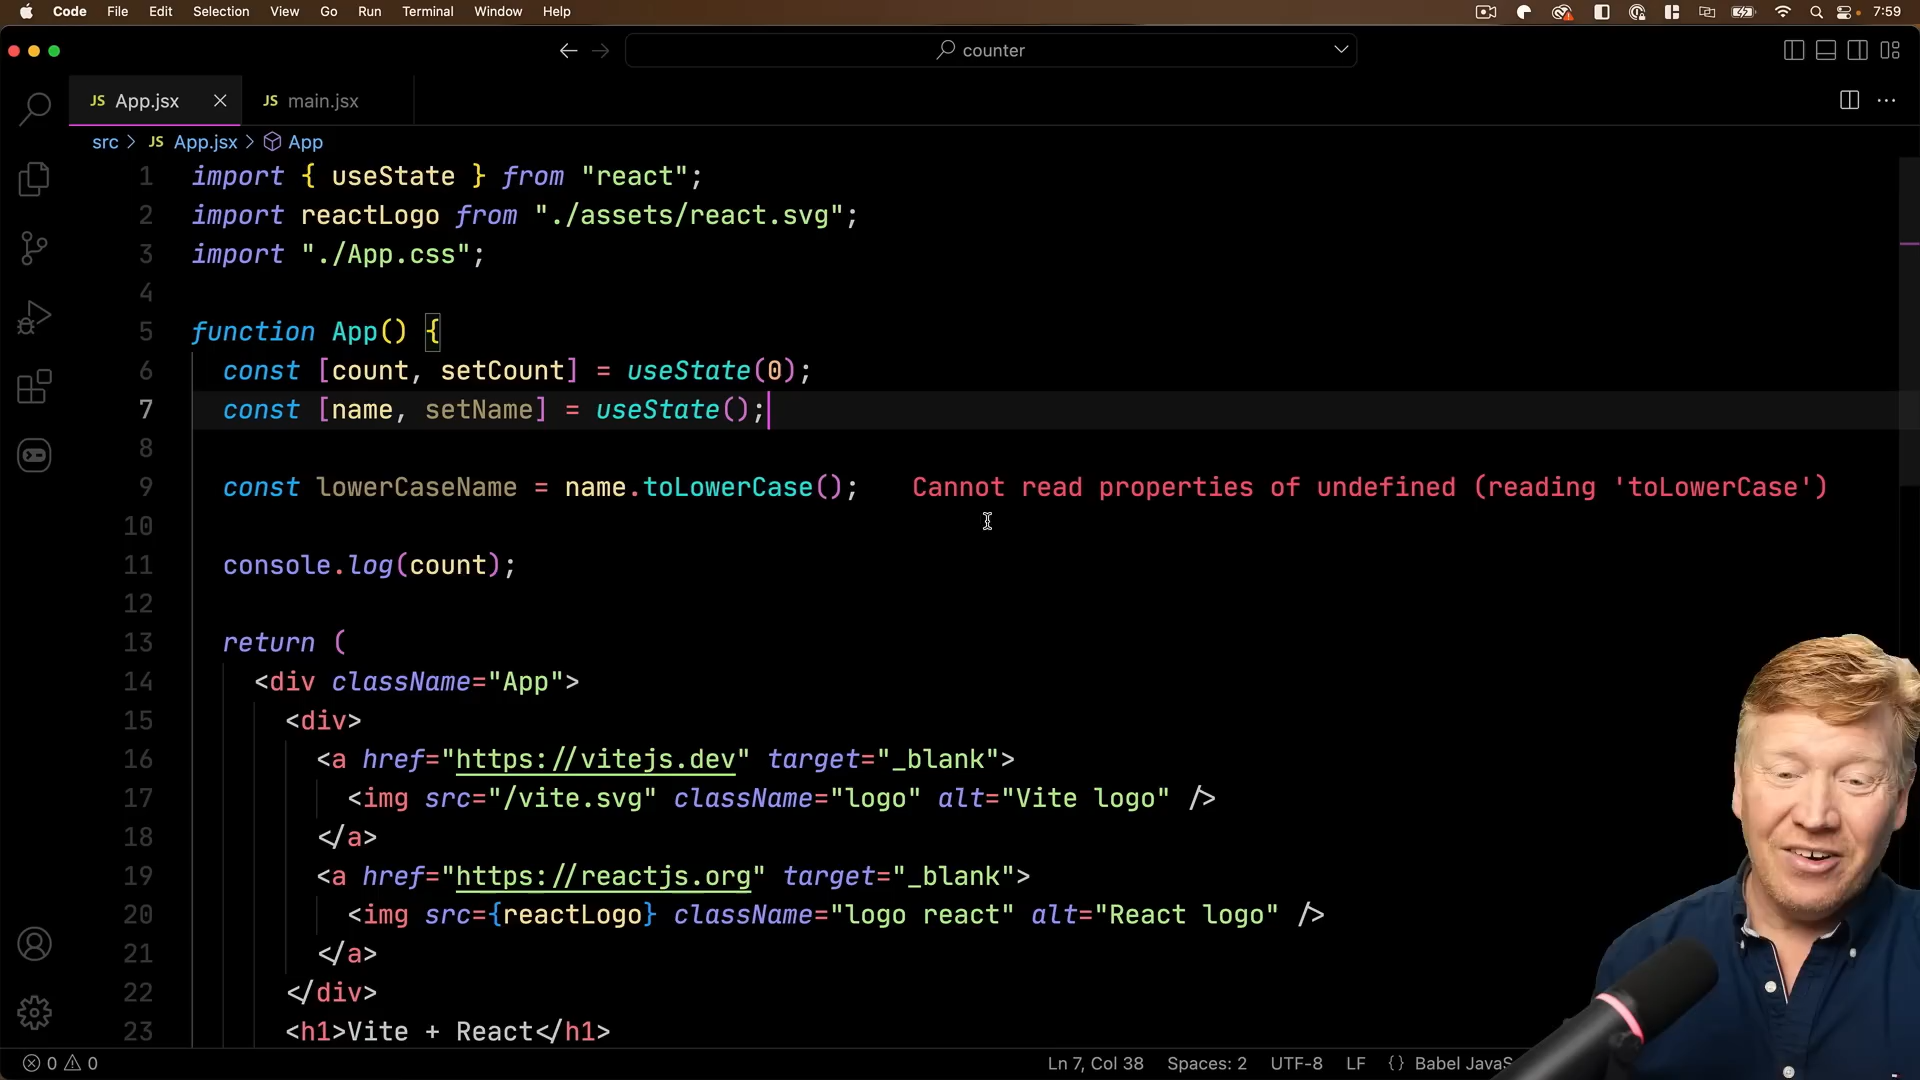 Code File Edit Selection View Go Run Terminal Window Help 7:59
counter
JS App.jsx JS main.jsx
src > JS App.jsx > App
1 import { useState } from "react";
2 import reactLogo from "./assets/react.svg";
3 import "./App.css";
4
5 function App() {
6 const [count, setCount] = useState(0);
7 const [name, setName] = useState();
8
9 const lowerCaseName = name.toLowerCase(); Cannot read properties of undefined (reading 'toLowerCase')
10
11 console.log(count);
12
13 return (
14 <div className="App">
15 <div>
16 <a href="https://vitejs.dev" target="_blank">
17 <img src="/vite.svg" className="logo" alt="Vite logo" />
18 </a>
19 <a href="https://reactjs.org" target="_blank">
20 <img src={reactLogo} className="logo react" alt="React logo" />
21 </a>
22 </div>
23 <h1>Vite + React</h1>
0 0 Ln 7, Col 38 Spaces: 2 UTF-8 LF {} Babel JavaS